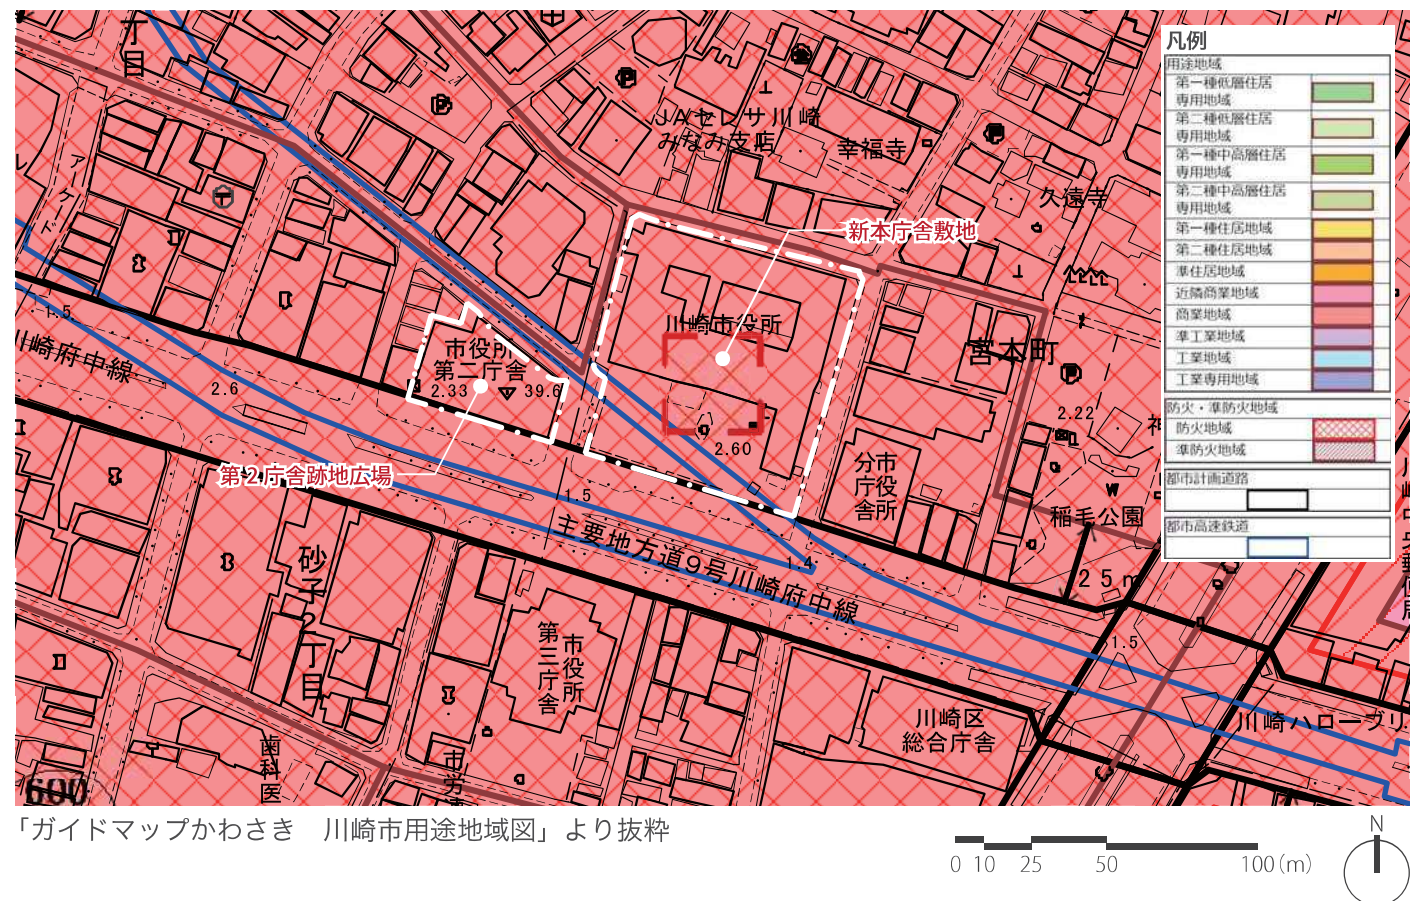 丁目
JAセレサ川崎
みなみ支店
幸福寺
久遠寺
新本庁舎敷地
アーケード
川崎市役所
市役所
第二庁舎
2.33
39.6
宮本町
2.22
2.60
1.5
川崎府中線
2.6
第2庁舎跡地広場
分庁舎
市役所
稲毛公園
25m
1.5
主要地方道9号川崎府中線
1.4
1.5
砂子2丁目
第三庁舎
市役所
川崎区
総合庁舎
川崎ハローブリ
歯科医
市労連
600
凡例
用途地域
第一種低層住居
専用地域
第二種低層住居
専用地域
第一種中高層住居
専用地域
第二種中高層住居
専用地域
第一種住居地域
第二種住居地域
準住居地域
近隣商業地域
商業地域
準工業地域
工業地域
工業専用地域
防火・準防火地域
防火地域
準防火地域
都市計画道路
都市高速鉄道
「ガイドマップかわさき 川崎市用途地域図」より抜粋
0 10 25 50 100(m)
N